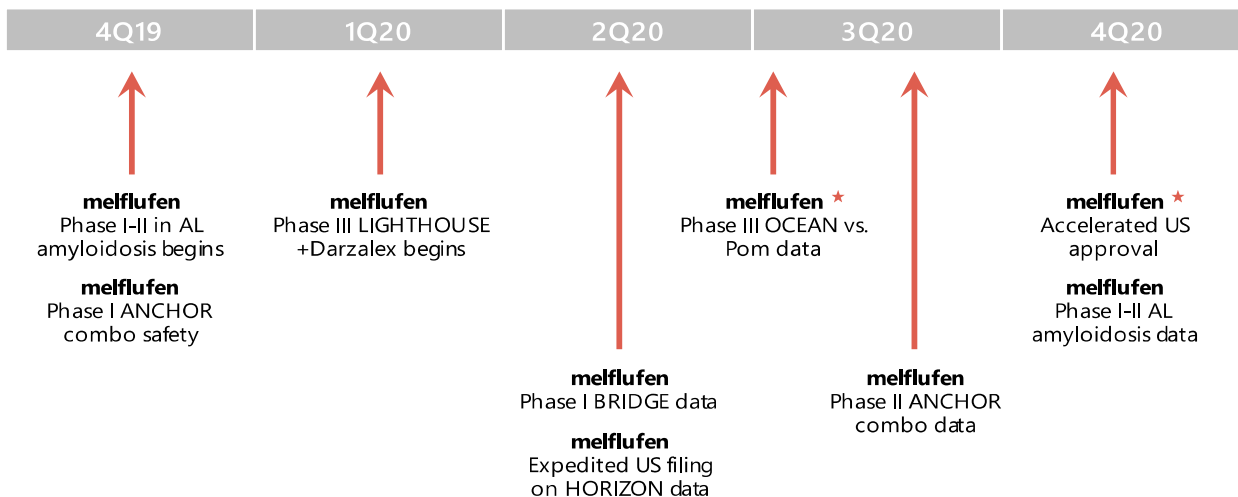 4Q19
1Q20
2Q20
3Q20
4Q20
melflufen
Phase I-II in AL
amyloidosis begins
melflufen
Phase I ANCHOR
combo safety
melflufen
Phase III LIGHTHOUSE
+Darzalex begins
melflufen
Phase I BRIDGE data
melflufen
Expedited US filing
on HORIZON data
melflufen ★
Phase III OCEAN vs.
Pom data
melflufen
Phase II ANCHOR
combo data
melflufen ★
Accelerated US
approval
melflufen
Phase I-II AL
amyloidosis data